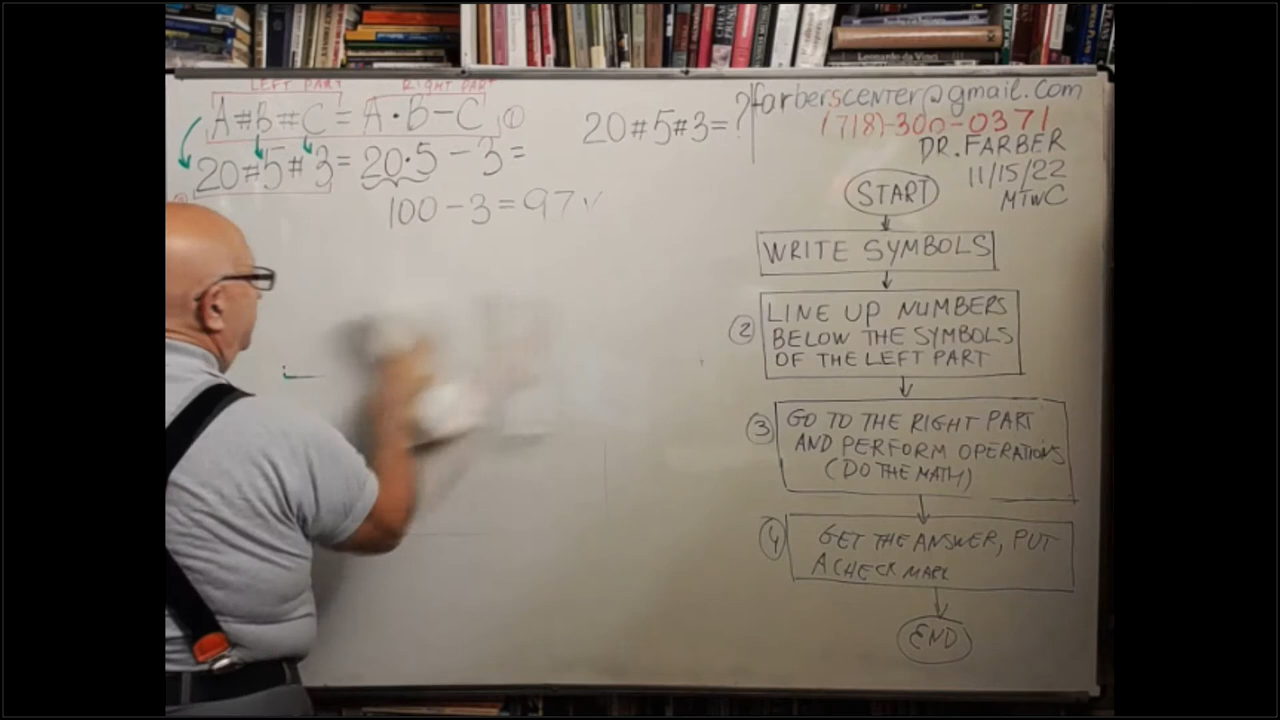 LEFT PART RIGHT PART
A#B#C = A·B-C ①
20#5#3 = 20·5 - 3 =
100-3=97✓
20#5#3=?
farberscenter@gmail.com
(718)-300-0371
DR.FARBER
11/15/22
MTWC
START
WRITE SYMBOLS
② LINE UP NUMBERS
BELOW THE SYMBOLS
OF THE LEFT PART
③ GO TO THE RIGHT PART
AND PERFORM OPERATIONS
(DO THE MATH)
④ GET THE ANSWER, PUT
A CHECK MARK
END
Leonardo da Vinci